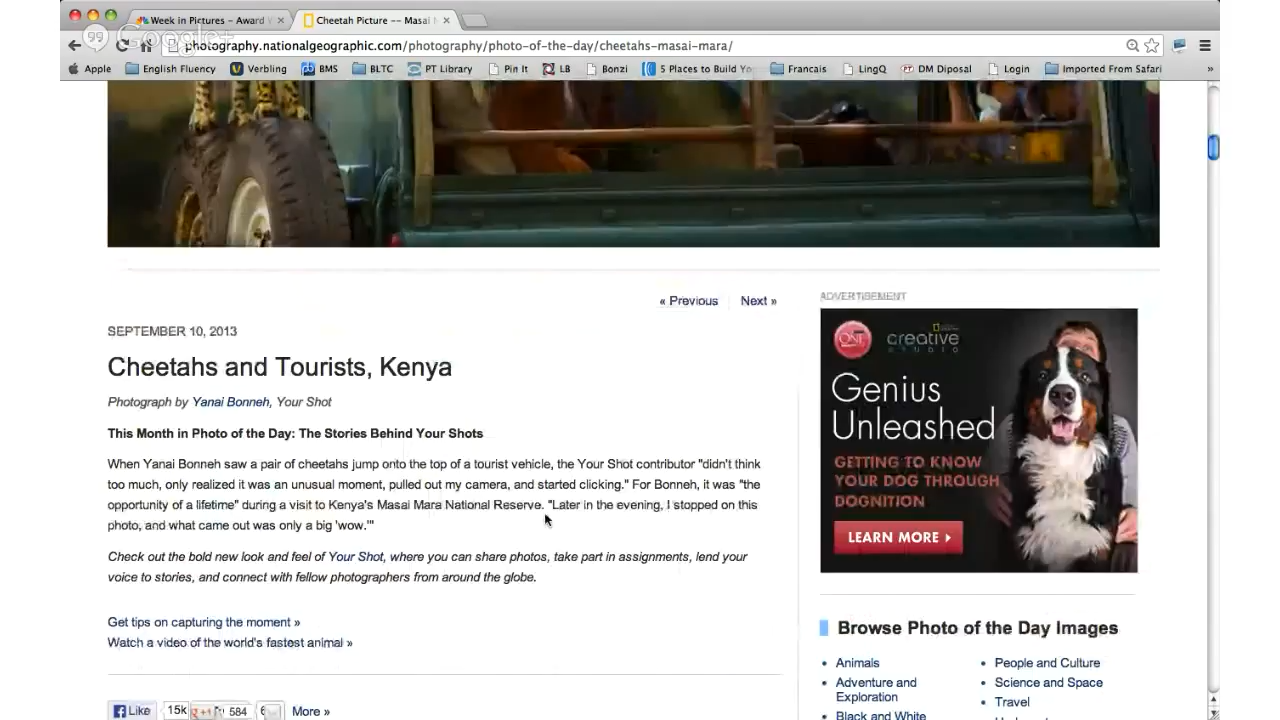 Week in Pictures - Award
Cheetah Picture -- Masai
Google+
photography.nationalgeographic.com/photography/photo-of-the-day/cheetahs-masai-mara/
Apple English Fluency Verbling BMS BLTC PT Library Pin It LB Bonzi 5 Places to Build Yo Francais LingQ DM Diposal Login Imported From Safari »
« Previous Next »
ADVERTISEMENT
SEPTEMBER 10, 2013
Cheetahs and Tourists, Kenya
Photograph by Yanai Bonneh, Your Shot
This Month in Photo of the Day: The Stories Behind Your Shots
When Yanai Bonneh saw a pair of cheetahs jump onto the top of a tourist vehicle, the Your Shot contributor "didn't think
too much, only realized it was an unusual moment, pulled out my camera, and started clicking." For Bonneh, it was "the
opportunity of a lifetime" during a visit to Kenya's Masai Mara National Reserve. "Later in the evening, I stopped on this
photo, and what came out was only a big 'wow.'"
Check out the bold new look and feel of Your Shot, where you can share photos, take part in assignments, lend your
voice to stories, and connect with fellow photographers from around the globe.
Get tips on capturing the moment »
Watch a video of the world's fastest animal »
Like 15k +1 584 More »
ONE creative studio
Genius
Unleashed
GETTING TO KNOW
YOUR DOG THROUGH
DOGNITION
LEARN MORE
Browse Photo of the Day Images
Animals
Adventure and
Exploration
Black and White
People and Culture
Science and Space
Travel